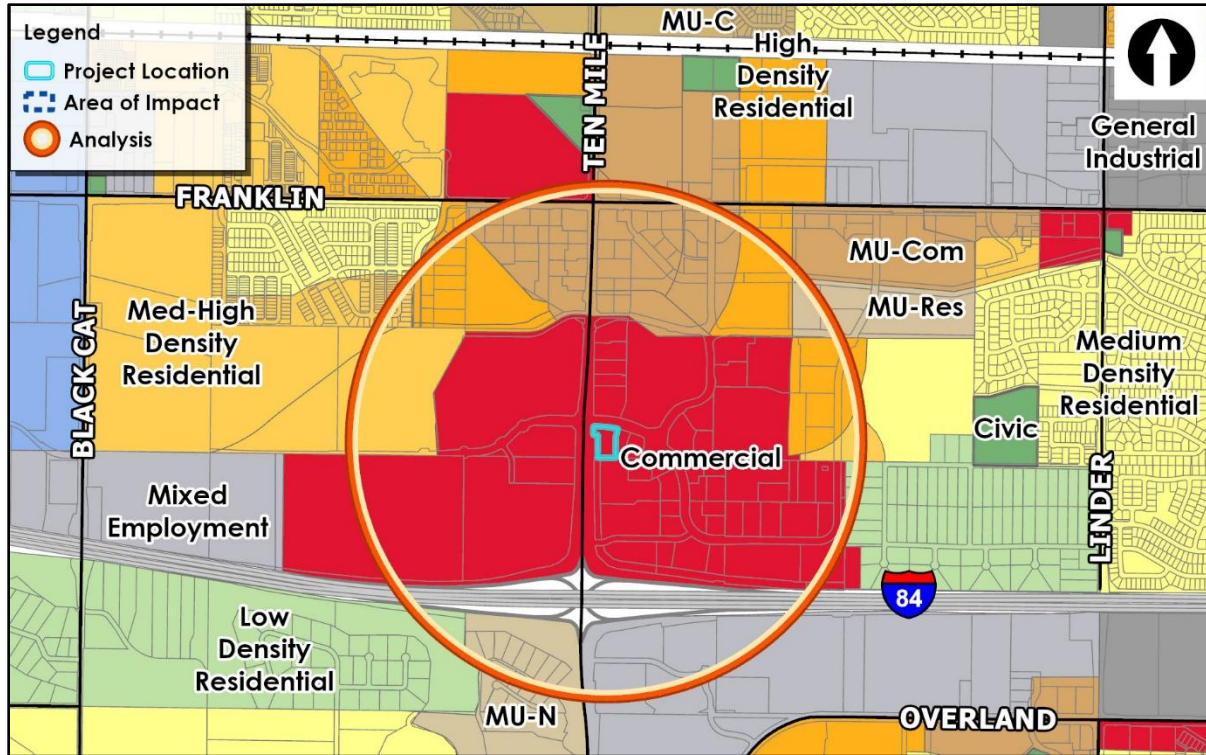 Legend
Project Location
Area of Impact
Analysis
MU-C
TEN MILE
High
Density
Residential
General
Industrial
FRANKLIN
MU-Com
MU-Res
BLACK CAT
Med-High
Density
Residential
Medium
Density
Residential
Civic
Commercial
LINDER
Mixed
Employment
84
Low
Density
Residential
MU-N
OVERLAND